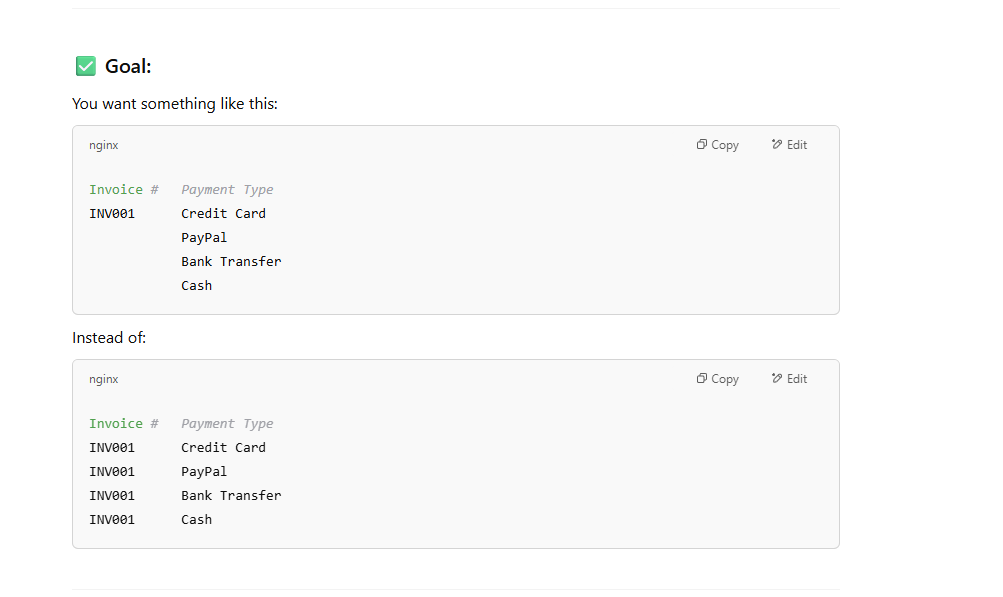 ✅ Goal:
You want something like this:
nginx Copy Edit
Invoice # Payment Type
INV001 Credit Card
PayPal
Bank Transfer
Cash
Instead of:
nginx Copy Edit
Invoice # Payment Type
INV001 Credit Card
INV001 PayPal
INV001 Bank Transfer
INV001 Cash